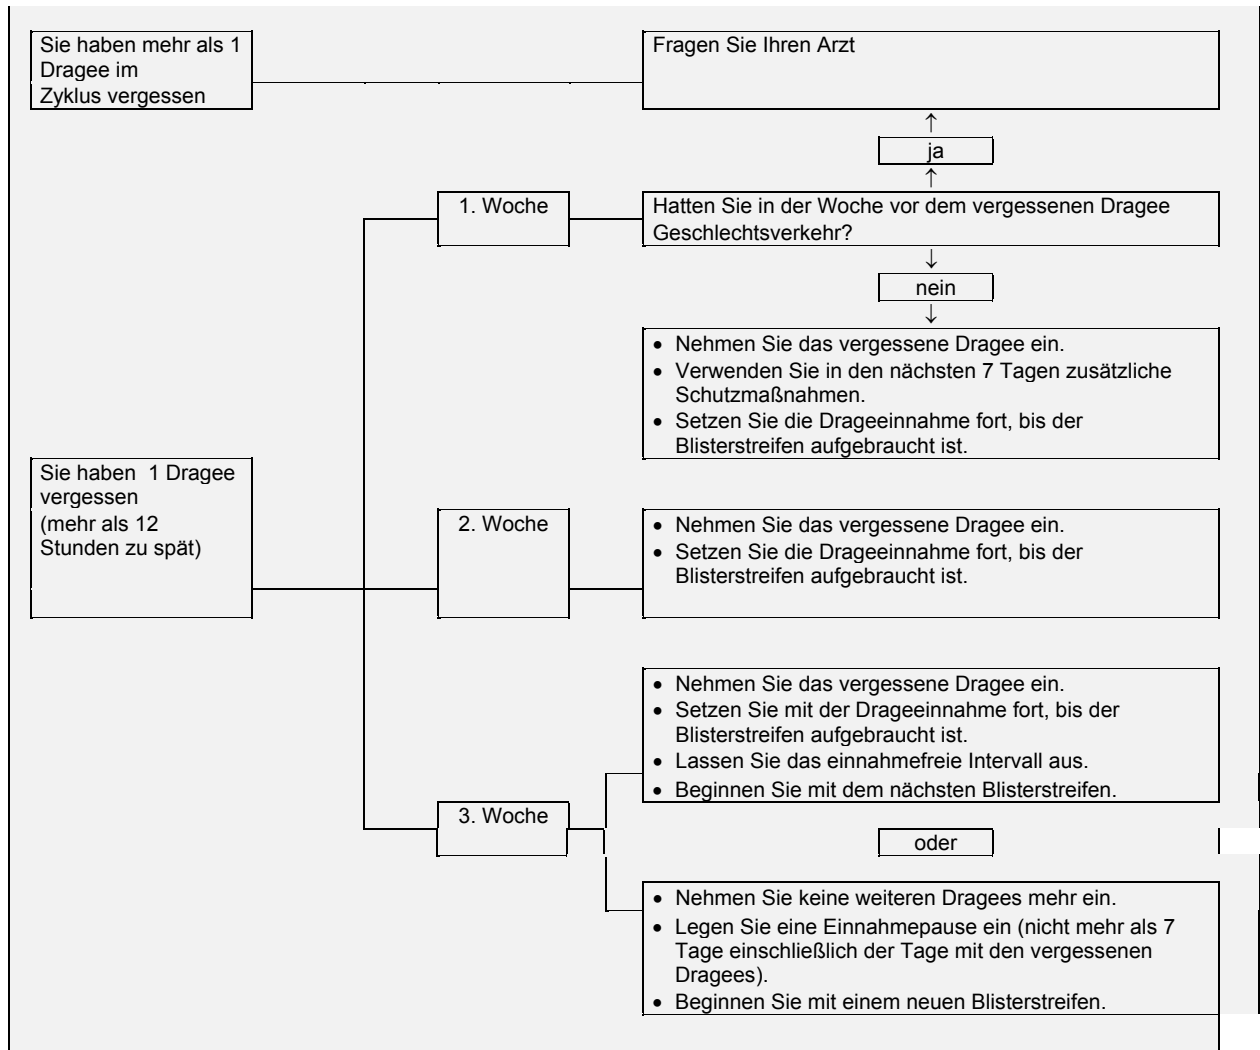 Sie haben mehr als 1
Dragee im
Zyklus vergessen
Fragen Sie Ihren Arzt
↑
ja
↑
1. Woche
Hatten Sie in der Woche vor dem vergessenen Dragee
Geschlechtsverkehr?
↓
nein
↓
• Nehmen Sie das vergessene Dragee ein.
• Verwenden Sie in den nächsten 7 Tagen zusätzliche
Schutzmaßnahmen.
• Setzen Sie die Drageeinnahme fort, bis der
Blisterstreifen aufgebraucht ist.
Sie haben 1 Dragee
vergessen
(mehr als 12
Stunden zu spät)
2. Woche
• Nehmen Sie das vergessene Dragee ein.
• Setzen Sie die Drageeinnahme fort, bis der
Blisterstreifen aufgebraucht ist.
• Nehmen Sie das vergessene Dragee ein.
• Setzen Sie mit der Drageeinnahme fort, bis der
Blisterstreifen aufgebraucht ist.
• Lassen Sie das einnahmefreie Intervall aus.
• Beginnen Sie mit dem nächsten Blisterstreifen.
3. Woche
oder
• Nehmen Sie keine weiteren Dragees mehr ein.
• Legen Sie eine Einnahmepause ein (nicht mehr als 7
Tage einschließlich der Tage mit den vergessenen
Dragees).
• Beginnen Sie mit einem neuen Blisterstreifen.